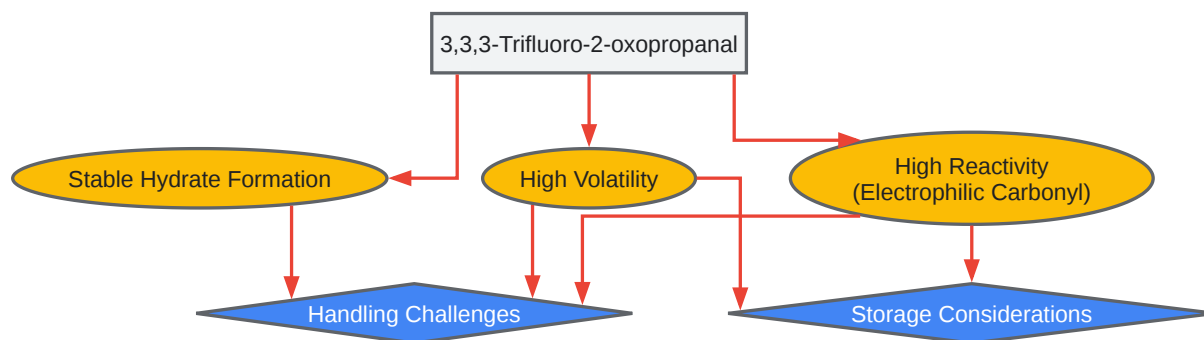 3,3,3-Trifluoro-2-oxopropanal
Stable Hydrate Formation
High Volatility
High Reactivity
(Electrophilic Carbonyl)
Handling Challenges
Storage Considerations